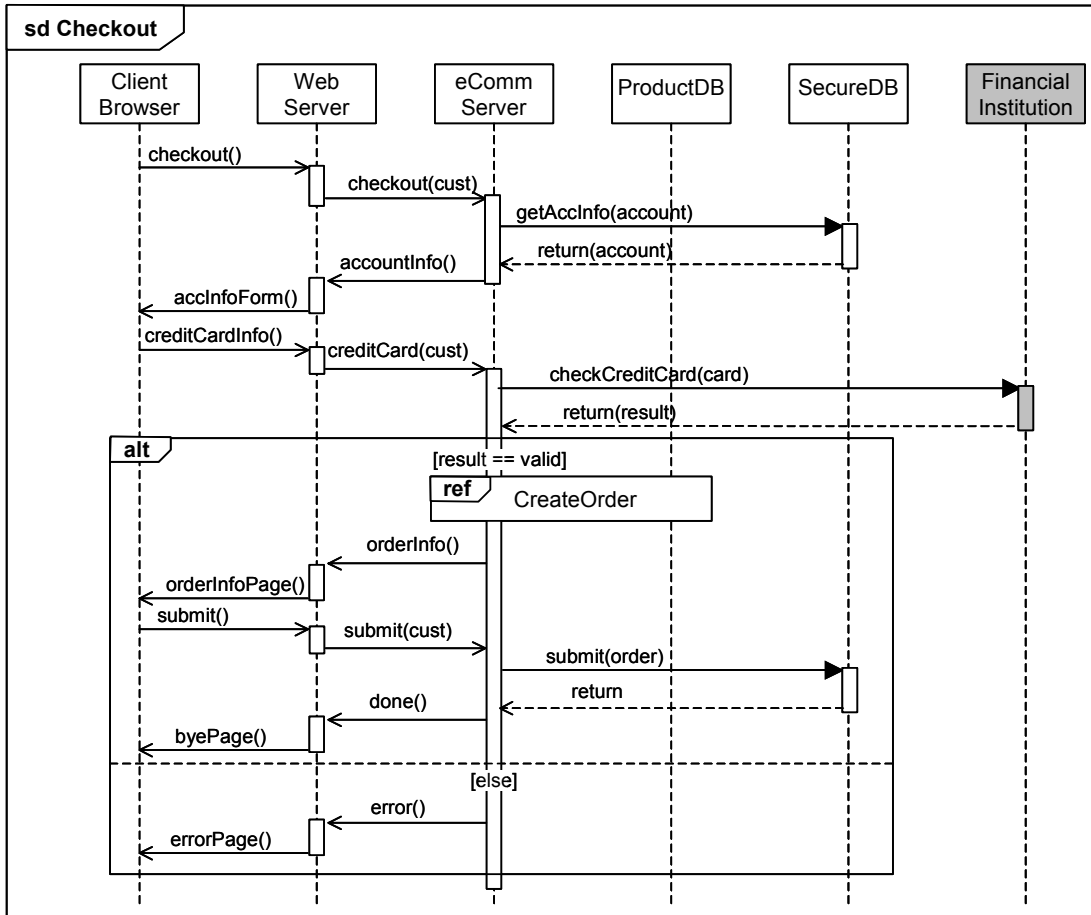 sd Checkout
Client
Browser
Web
Server
eComm
Server
ProductDB
SecureDB
Financial
Institution
checkout()
checkout(cust)
getAccInfo(account)
return(account)
accountInfo()
accInfoForm()
creditCardInfo()
creditCard(cust)
checkCreditCard(card)
return(result)
alt
[result == valid]
ref
CreateOrder
orderInfo()
orderInfoPage()
submit()
submit(cust)
submit(order)
return
done()
byePage()
[else]
error()
errorPage()